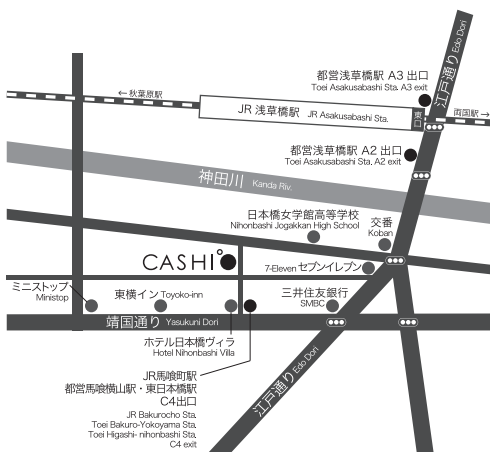 江戸通り Edo Dori
都営浅草橋駅 A3 出口
Toei Asakusabashi Sta. A3 exit
← 秋葉原駅
JR 浅草橋駅 JR Asakusabashi Sta.
東口
両国駅→
都営浅草橋駅 A2 出口
Toei Asakusabashi Sta. A2 exit
神田川 Kanda Riv.
日本橋女学館高等学校
Nihonbashi Jogakkan High School
交番
Koban
CASHI°
7-Eleven セブンイレブン
ミニストップ
Ministop
東横イン Toyoko-inn
三井住友銀行
SMBC
靖国通り Yasukuni Dori
ホテル日本橋ヴィラ
Hotel Nihonbashi Villa
江戸通り Edo Dori
JR馬喰町駅
都営馬喰横山駅・東日本橋駅
C4出口
JR Bakurocho Sta.
Toei Bakuro-Yokoyama Sta.
Toei Higashi- nihonbashi Sta.
C4 exit